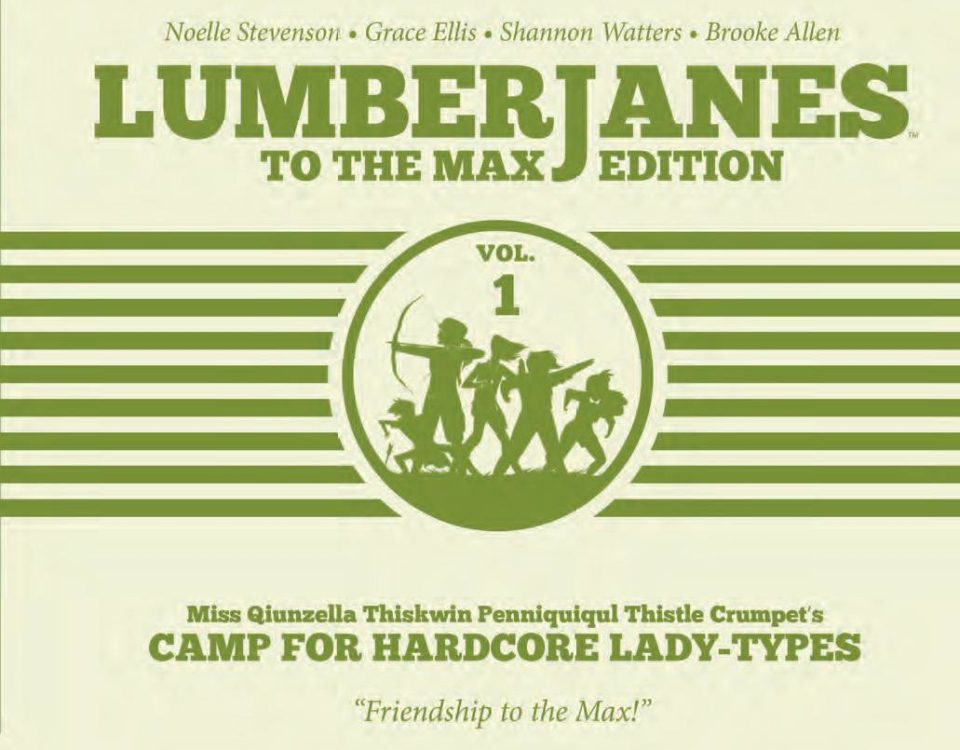 Noelle Stevenson • Grace Ellis • Shannon Watters • Brooke Allen
LUMBERJANES™
TO THE MAX EDITION
VOL.
1
Miss Qiunzella Thiskwin Penniquiqul Thistle Crumpet's
CAMP FOR HARDCORE LADY-TYPES
“Friendship to the Max!”